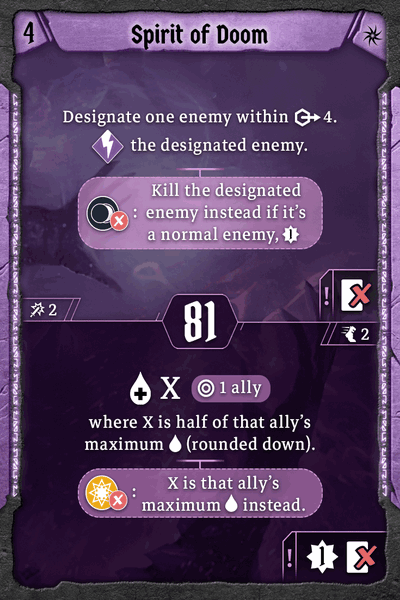 4 Spirit of Doom
Designate one enemy within 4.
the designated enemy.
: Kill the designated
enemy instead if it's
a normal enemy, 1
!
2
81
2
X 1 ally
where X is half of that ally's
maximum (rounded down).
: X is that ally's
maximum instead.
! 1